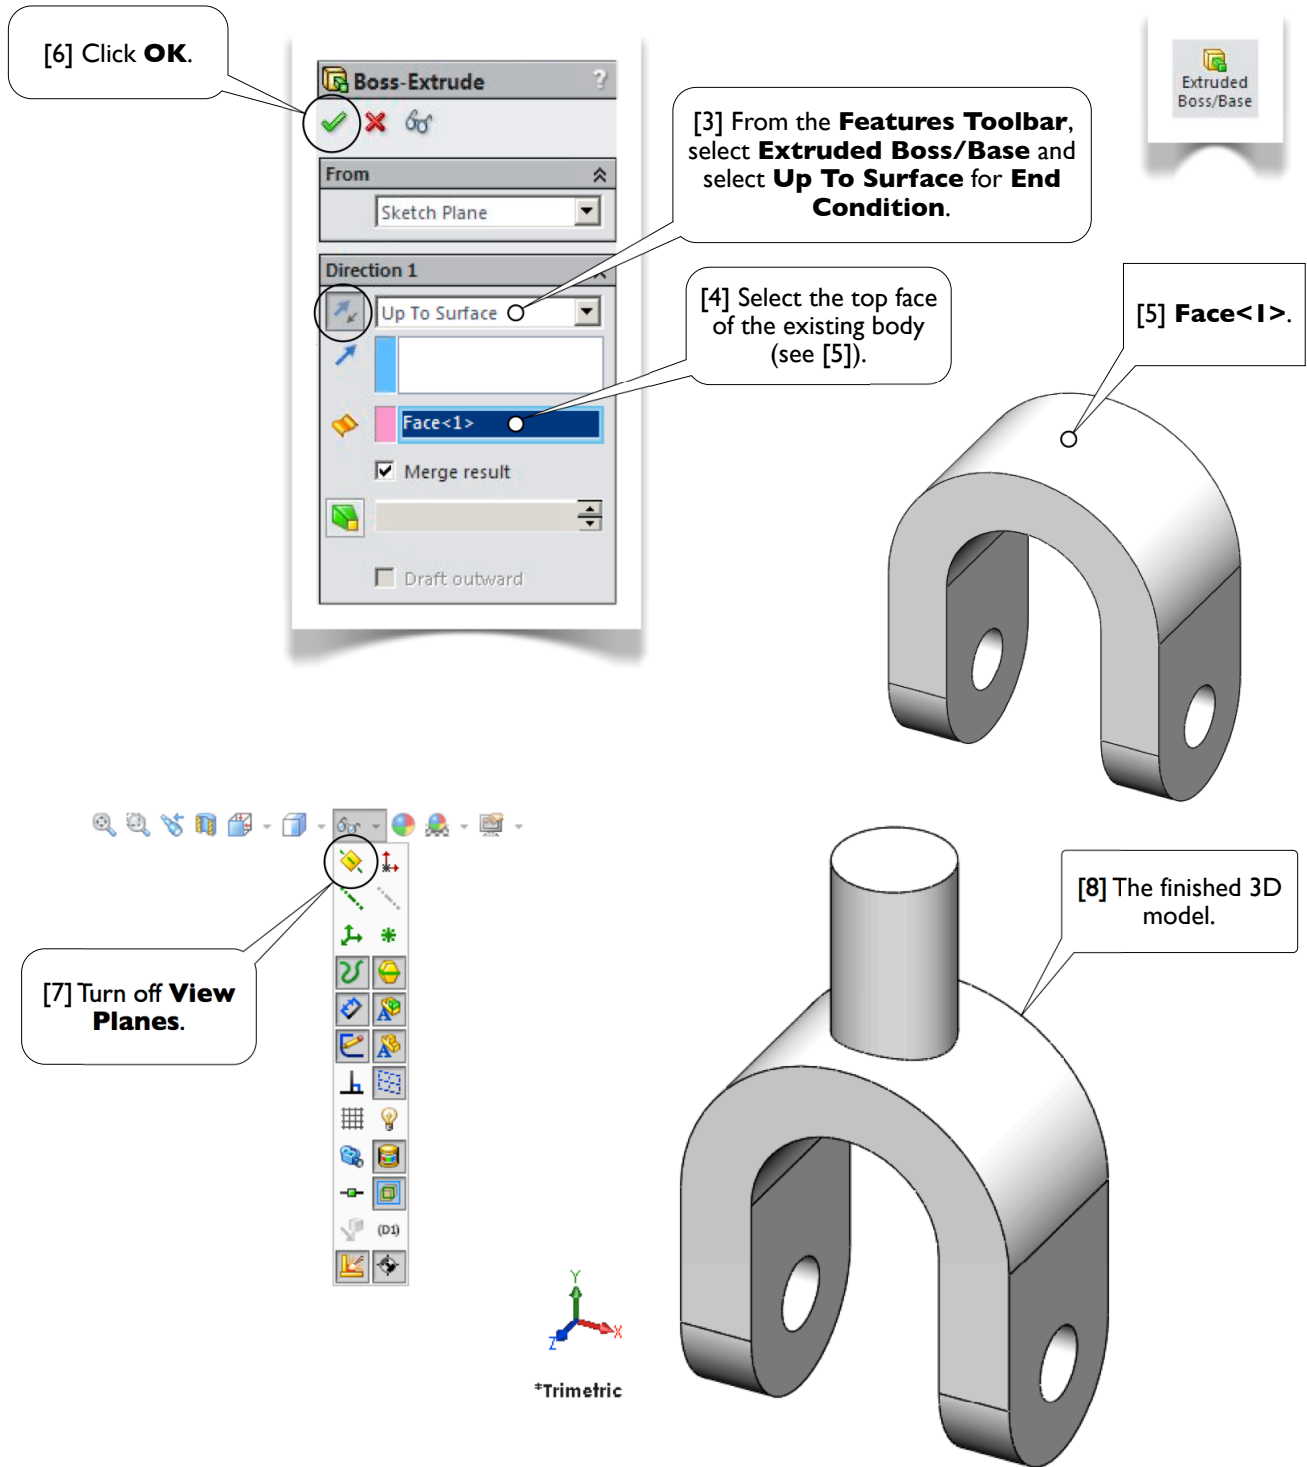 [6] Click OK.
Boss-Extrude
?
From
Sketch Plane
Direction 1
Up To Surface
Face<1>
Merge result
Draft outward
[3] From the Features Toolbar,
select Extruded Boss/Base and
select Up To Surface for End
Condition.
[4] Select the top face
of the existing body
(see [5]).
Extruded
Boss/Base
[5] Face<1>.
[7] Turn off View
Planes.
A
A
(D1)
Y
X
Z
*Trimetric
[8] The finished 3D
model.